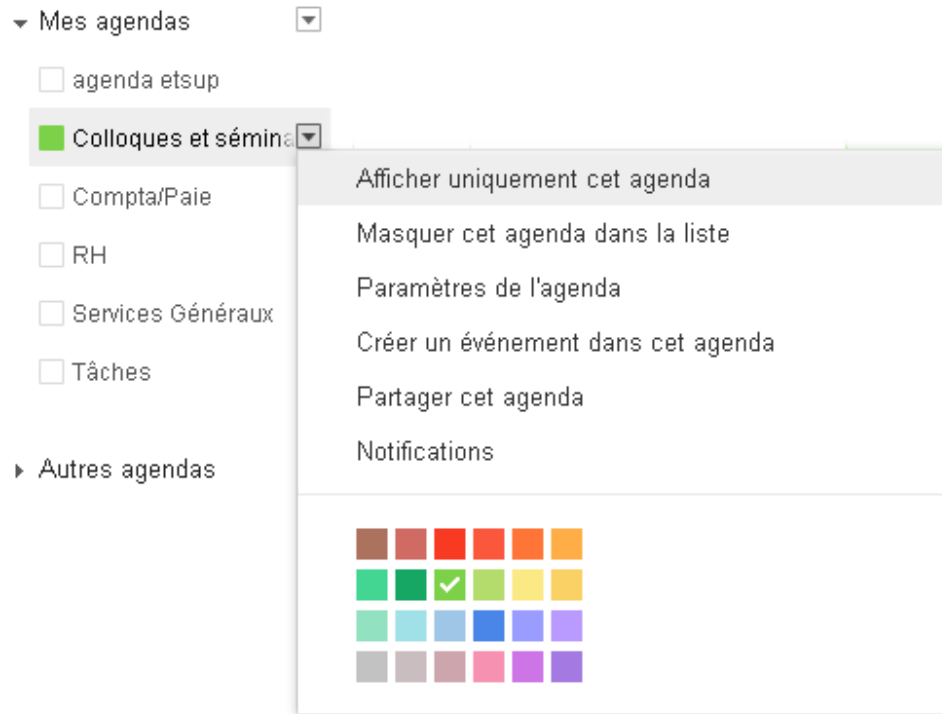 Mes agendas
agenda etsup
Colloques et sémina
Compta/Paie
RH
Services Généraux
Tâches
Autres agendas
Afficher uniquement cet agenda
Masquer cet agenda dans la liste
Paramètres de l'agenda
Créer un événement dans cet agenda
Partager cet agenda
Notifications